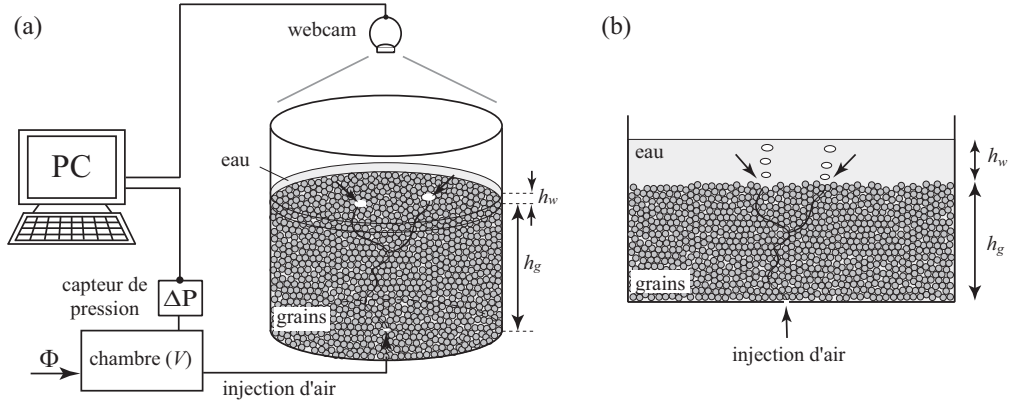 (a)
webcam
PC
eau
h_w
h_g
grains
capteur de
pression
ΔP
Φ
chambre (V)
injection d'air
(b)
eau
h_w
h_g
grains
injection d'air